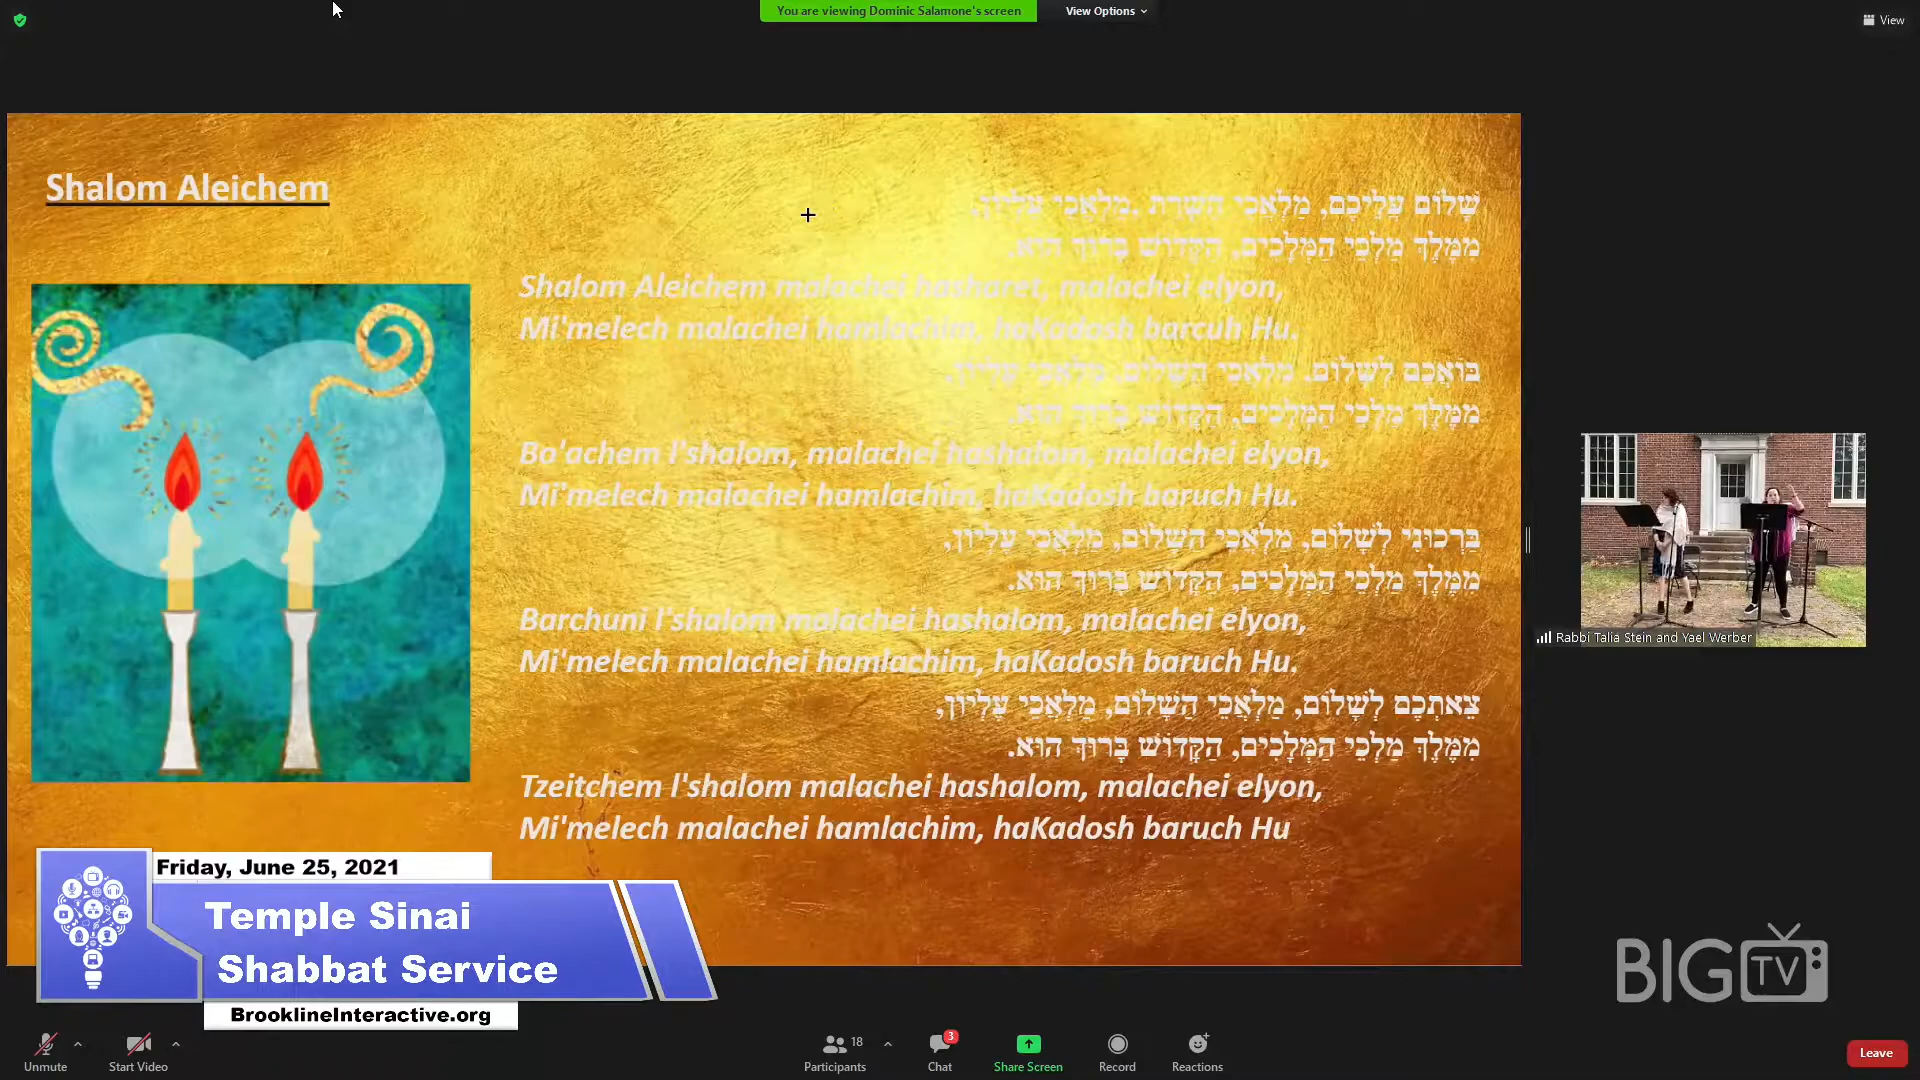 You are viewing Dominic Salamone's screen
View Options
View
Shalom Aleichem
שָׁלוֹם עֲלֵיכֶם, מַלְאֲכֵי הַשָּׁרֵת, מַלְאֲכֵי עֶלְיוֹן,
מִמֶּלֶךְ מַלְכֵי הַמְּלָכִים, הַקָּדוֹשׁ בָּרוּךְ הוּא.
Shalom Aleichem malachei hasharet, malachei elyon,
Mi'melech malachei hamlachim, haKadosh barcuh Hu.
בּוֹאֲכֶם לְשָׁלוֹם, מַלְאֲכֵי הַשָּׁלוֹם, מַלְאֲכֵי עֶלְיוֹן,
מִמֶּלֶךְ מַלְכֵי הַמְּלָכִים, הַקָּדוֹשׁ בָּרוּךְ הוּא.
Bo'achem l'shalom, malachei hashalom, malachei elyon,
Mi'melech malachei hamlachim, haKadosh baruch Hu.
בָּרְכוּנִי לְשָׁלוֹם, מַלְאֲכֵי הַשָּׁלוֹם, מַלְאֲכֵי עֶלְיוֹן,
מִמֶּלֶךְ מַלְכֵי הַמְּלָכִים, הַקָּדוֹשׁ בָּרוּךְ הוּא.
Barchuni l'shalom malachei hashalom, malachei elyon,
Mi'melech malachei hamlachim, haKadosh baruch Hu.
צֵאתְכֶם לְשָׁלוֹם, מַלְאֲכֵי הַשָּׁלוֹם, מַלְאֲכֵי עֶלְיוֹן,
מִמֶּלֶךְ מַלְכֵי הַמְּלָכִים, הַקָּדוֹשׁ בָּרוּךְ הוּא.
Tzeitchem l'shalom malachei hashalom, malachei elyon,
Mi'melech malachei hamlachim, haKadosh baruch Hu
Rabbi Talia Stein and Yael Werber
Friday, June 25, 2021
Temple Sinai
Shabbat Service
BrooklineInteractive.org
BIG TV
Unmute
Start Video
18
Participants
3
Chat
Share Screen
Record
Reactions
Leave